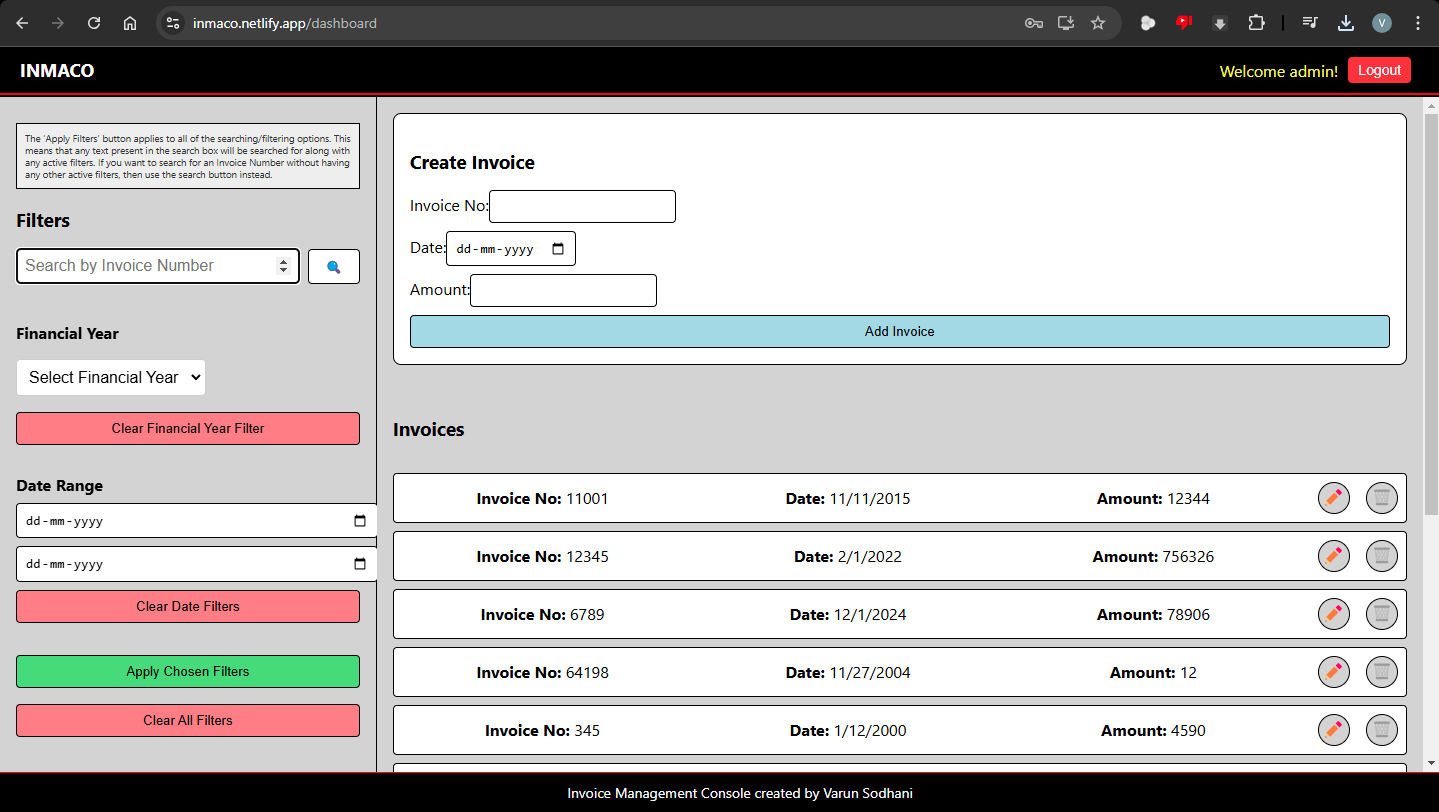 inmaco.netlify.app/dashboard
V
INMACO
Welcome admin!
Logout
The 'Apply Filters' button applies to all of the searching/filtering options. This
means that any text present in the search box will be searched for along with
any active filters. If you want to search for an Invoice Number without having
any other active filters, then use the search button instead.
Filters
Search by Invoice Number
Financial Year
Select Financial Year
Clear Financial Year Filter
Date Range
dd-mm-yyyy
dd-mm-yyyy
Clear Date Filters
Apply Chosen Filters
Clear All Filters
Create Invoice
Invoice No:
Date: dd-mm-yyyy
Amount:
Add Invoice
Invoices
Invoice No: 11001 Date: 11/11/2015 Amount: 12344
Invoice No: 12345 Date: 2/1/2022 Amount: 756326
Invoice No: 6789 Date: 12/1/2024 Amount: 78906
Invoice No: 64198 Date: 11/27/2004 Amount: 12
Invoice No: 345 Date: 1/12/2000 Amount: 4590
Invoice Management Console created by Varun Sodhani